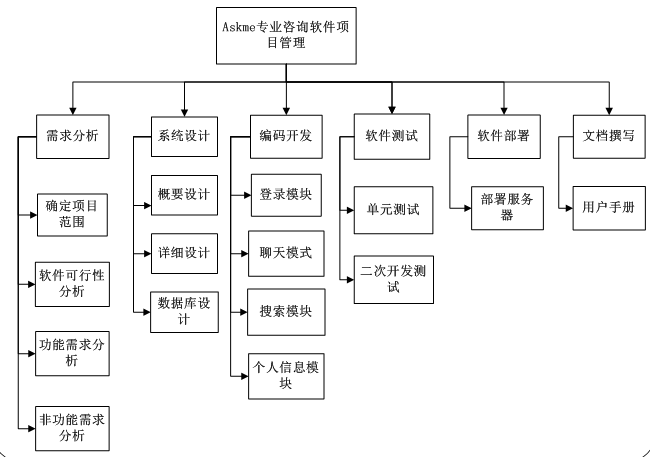 Askme专业咨询软件项
目管理
需求分析
系统设计
编码开发
软件测试
软件部署
文档撰写
确定项目
范围
概要设计
登录模块
单元测试
部署服务
器
用户手册
软件可行性
分析
详细设计
聊天模式
二次开发测
试
功能需求分
析
数据库设
计
搜索模块
非功能需求
分析
个人信息模
块